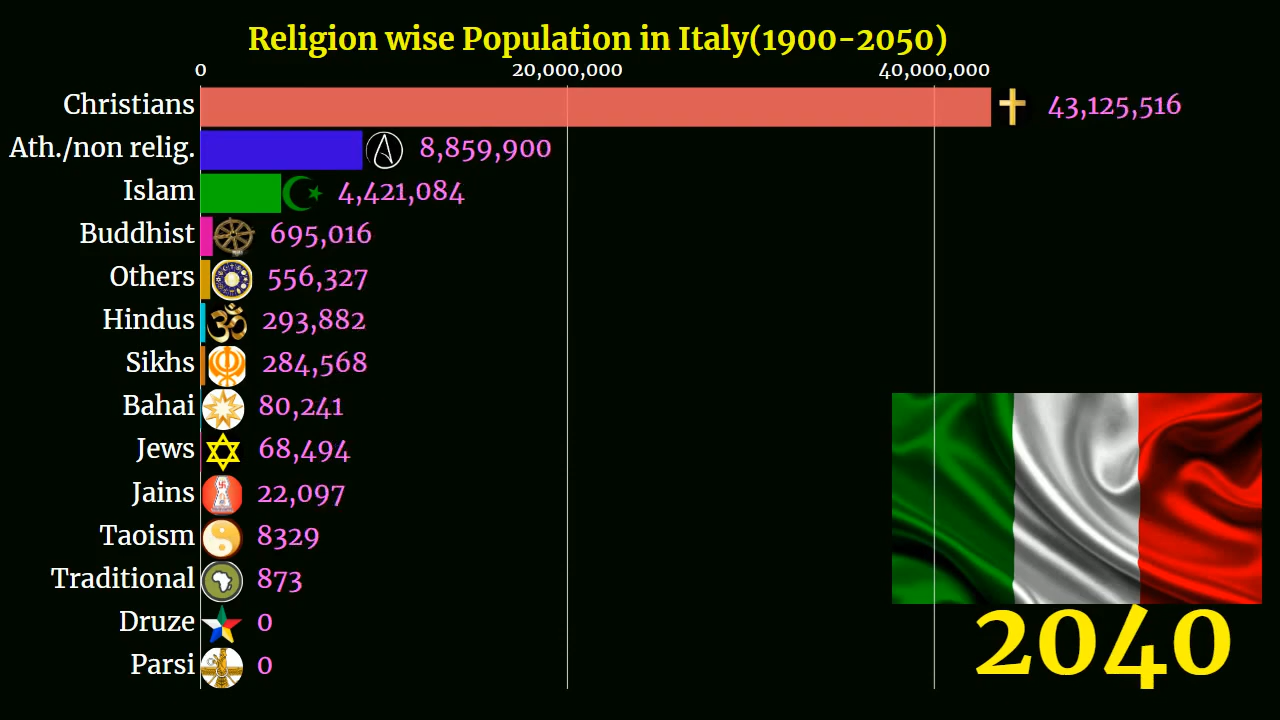 Religion wise Population in Italy(1900-2050)
0 20,000,000 40,000,000
Christians 43,125,516
Ath./non relig. 8,859,900
Islam 4,421,084
Buddhist 695,016
Others 556,327
Hindus 293,882
Sikhs 284,568
Bahai 80,241
Jews 68,494
Jains 22,097
Taoism 8329
Traditional 873
Druze 0
Parsi 0
2040